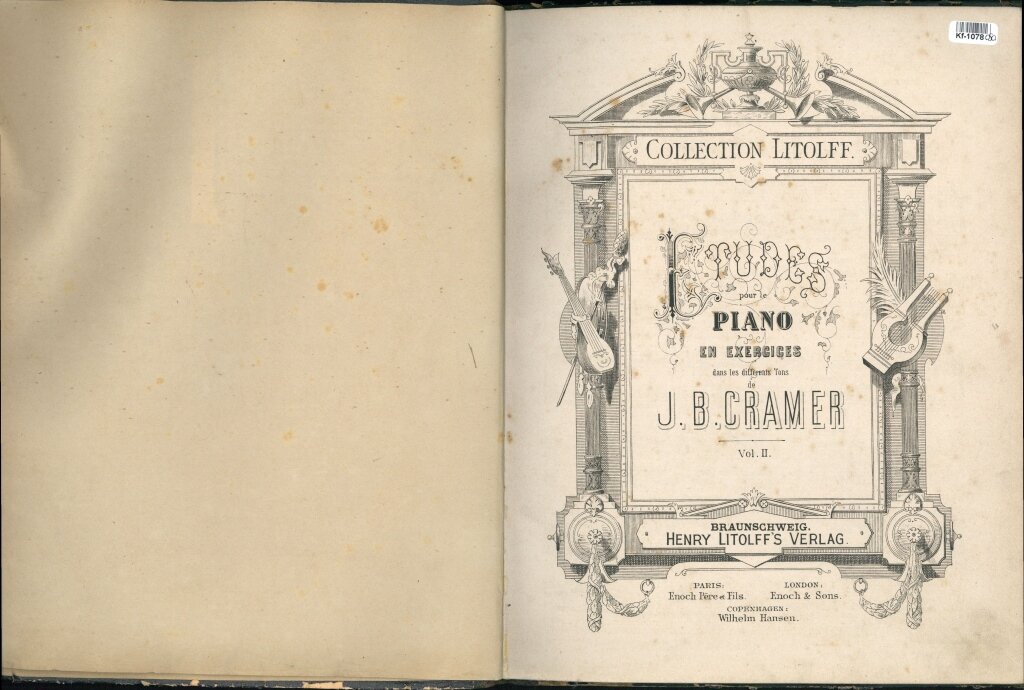 Kf-1078
COLLECTION LITOLFF.
ETUDES
pour le
PIANO
EN EXERCICES
dans les différents Tons
de
J. B. CRAMER
Vol. II.
BRAUNSCHWEIG.
HENRY LITOLFF'S VERLAG.
PARIS: LONDON:
Enoch Père et Fils. Enoch & Sons.
COPENHAGEN:
Wilhelm Hansen.